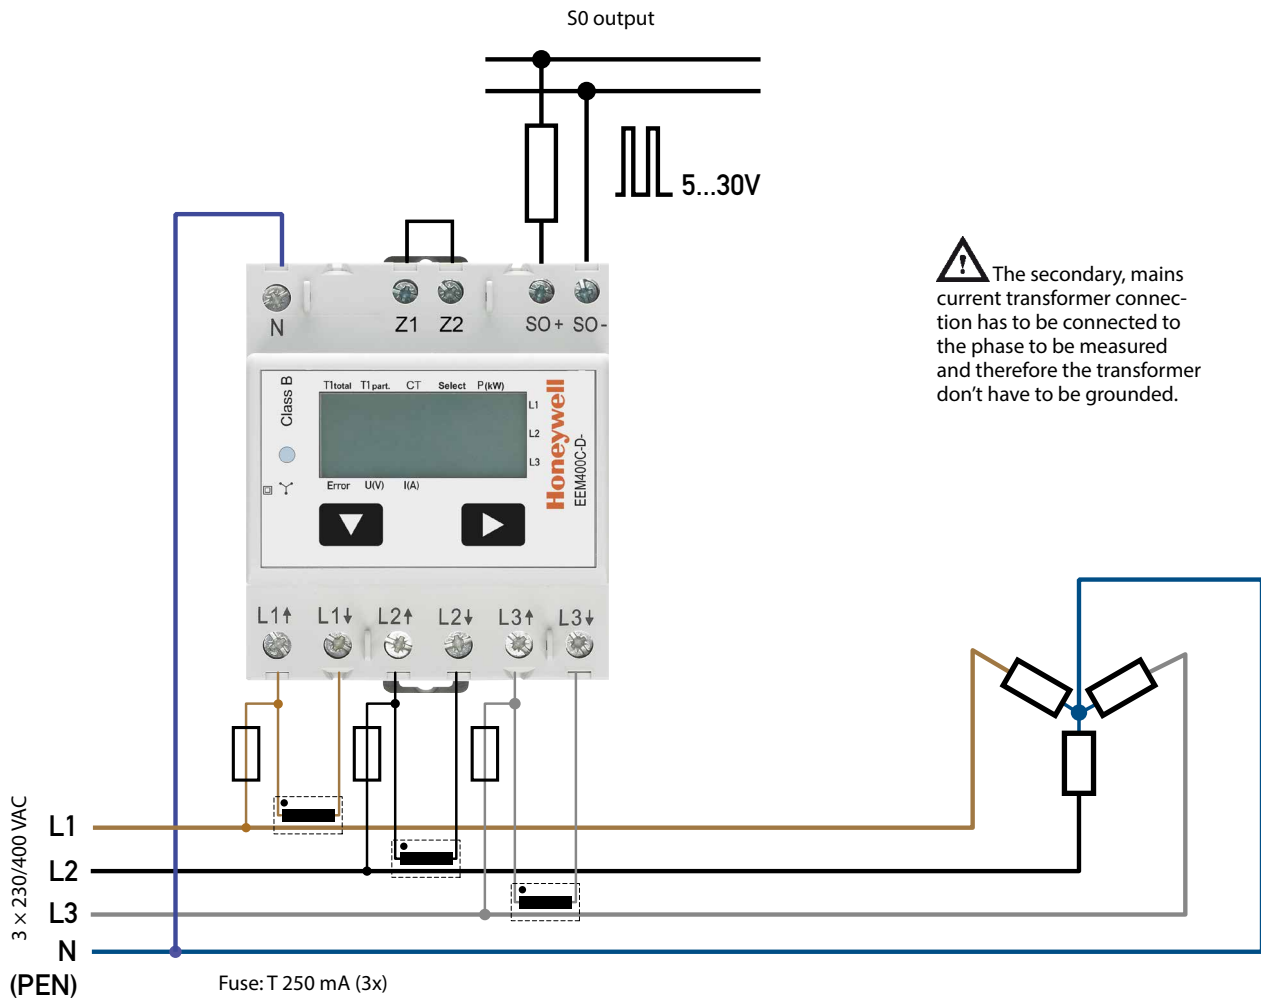 S0 output
5...30V
N
Z1 Z2
SO+ SO-
The secondary, mains
current transformer connec-
tion has to be connected to
the phase to be measured
and therefore the transformer
don't have to be grounded.
Class B
T1total T1part. CT Select P(kW)
L1
L2
L3
Honeywell
EEM400C-D-
Error U(V) I(A)
L1↑ L1↓ L2↑ L2↓ L3↑ L3↓
3 x 230/400 VAC
L1
L2
L3
N
(PEN)
Fuse: T 250 mA (3x)